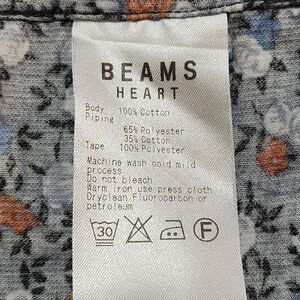 BEAMS
HEART
Body 100% Cotton
Piping
65% Polyester
35% Cotton
Tape 100% Polyester
Machine wash cold mild
process
Do not bleach
Warm iron use press cloth
Dryclean Fluorocarbon or
petroleum
30 F